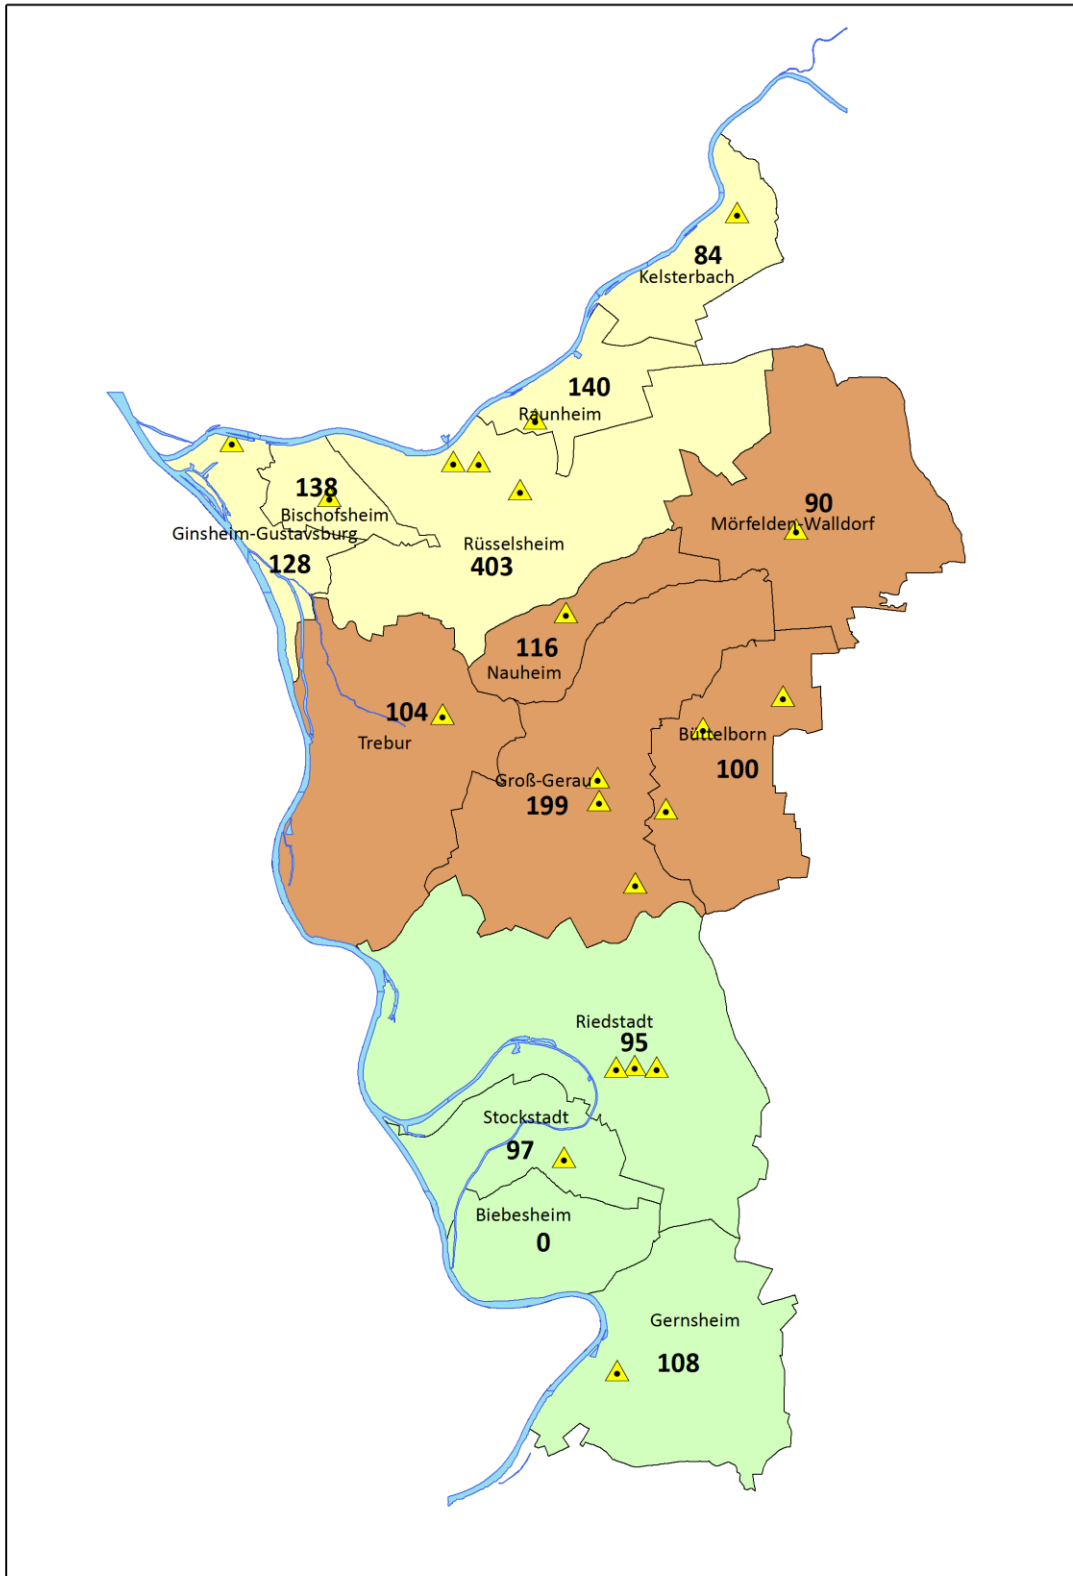 84
Kelsterbach
140
Raunheim
138
Bischofsheim
Ginsheim-Gustavsburg
128
Rüsselsheim
403
90
Mörfelden-Walldorf
116
Nauheim
104
Trebur
Büttelborn
100
Groß-Gerau
199
Riedstadt
95
Stockstadt
97
Biebesheim
0
Gernsheim
108